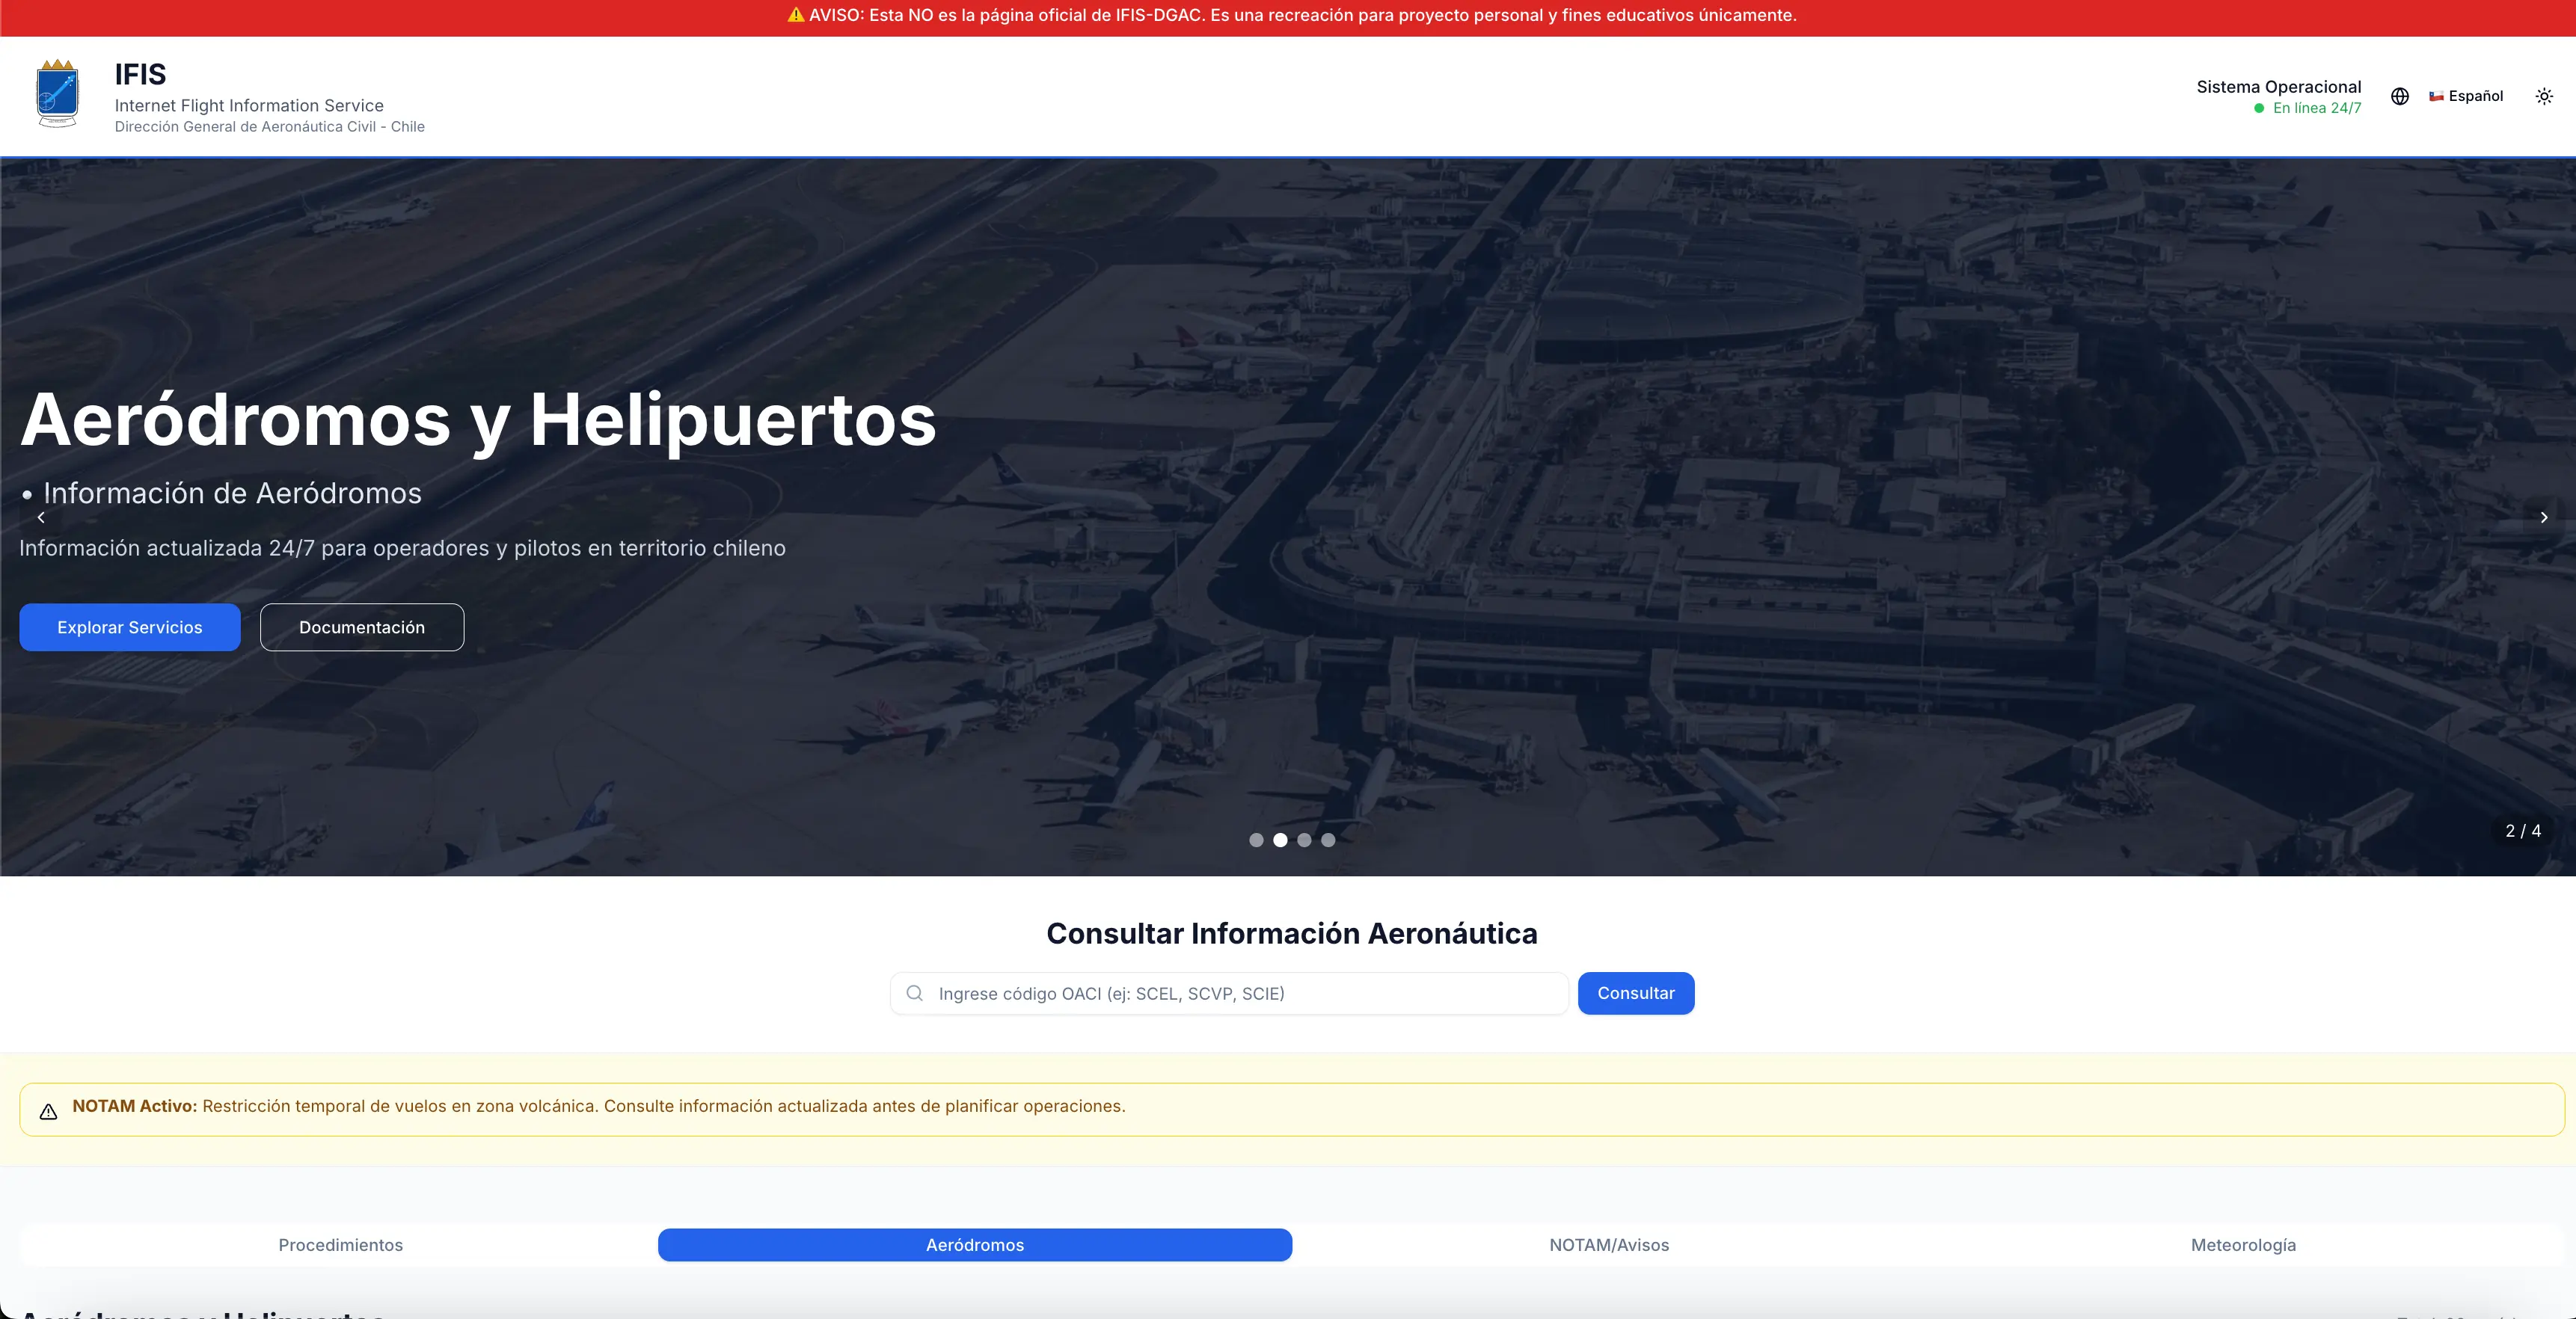 ⚠️ AVISO: Esta NO es la página oficial de IFIS-DGAC. Es una recreación para proyecto personal y fines educativos únicamente.
IFIS
Internet Flight Information Service
Dirección General de Aeronáutica Civil - Chile
Sistema Operacional
En línea 24/7
🇨🇱 Español
Aeródromos y Helipuertos
• Información de Aeródromos
Información actualizada 24/7 para operadores y pilotos en territorio chileno
Explorar Servicios
Documentación
2 / 4
Consultar Información Aeronáutica
Ingrese código OACI (ej: SCEL, SCVP, SCIE)
Consultar
NOTAM Activo: Restricción temporal de vuelos en zona volcánica. Consulte información actualizada antes de planificar operaciones.
Procedimientos
Aeródromos
NOTAM/Avisos
Meteorología
Aeródromos y Helipuertos